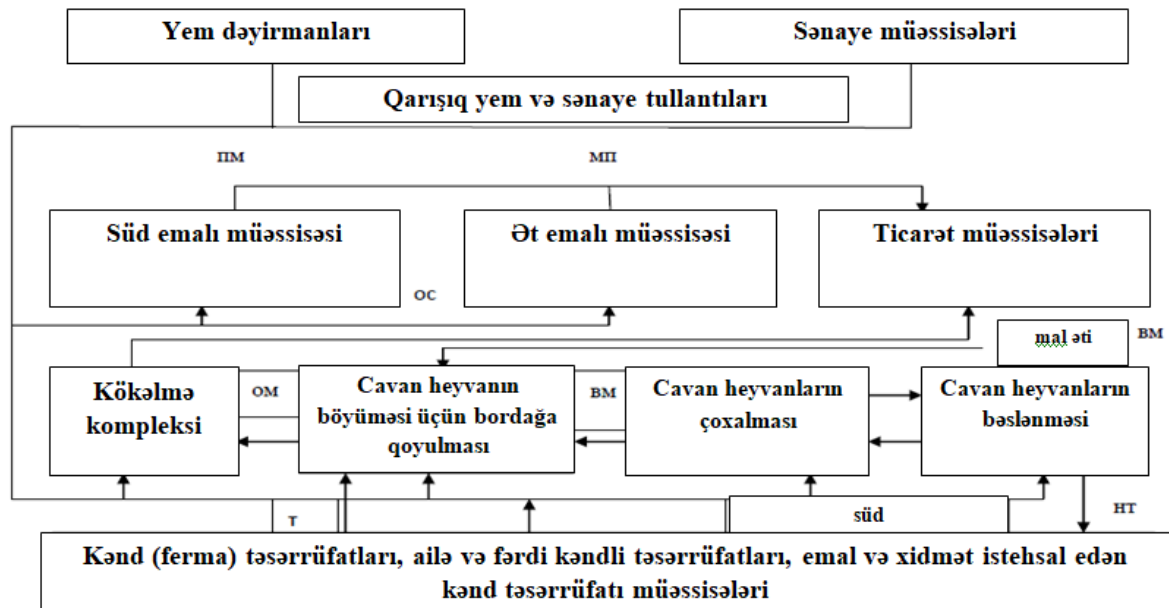 Yem dəyirmanları
Sənaye müəssisələri
Qarışıq yem və sənaye tullantıları
ПМ
МП
Süd emalı müəssisəsi
Ət emalı müəssisəsi
Ticarət müəssisələri
ОС
mal əti
ВМ
Kökəlmə
kompleksi
ОМ
Cavan heyvanın
böyüməsi üçün bordağa
qoyulması
ВМ
Cavan heyvanların
çoxalması
Cavan heyvanların
bəslənməsi
Т
süd
НТ
Kənd (ferma) təsərrüfatları, ailə və fərdi kəndli təsərrüfatları, emal və xidmət istehsal edən
kənd təsərrüfatı müəssisələri